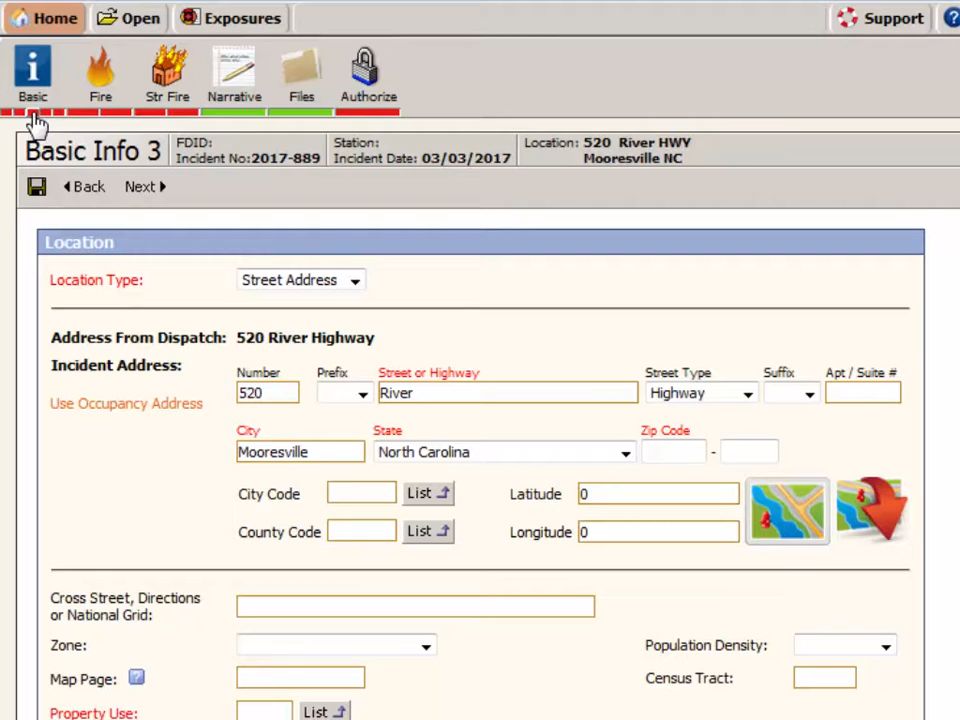 Home Open Exposures Support
Basic Fire Str Fire Narrative Files Authorize
Basic Info 3
FDID:
Incident No:2017-889
Station:
Incident Date: 03/03/2017
Location: 520 River HWY
Mooresville NC
Back Next
Location
Location Type: Street Address
Address From Dispatch: 520 River Highway
Incident Address:
Number Prefix Street or Highway Street Type Suffix Apt / Suite #
520 River Highway
Use Occupancy Address
City State Zip Code
Mooresville North Carolina -
City Code List Latitude 0
County Code List Longitude 0
Cross Street, Directions
or National Grid:
Zone: Population Density:
Map Page: ? Census Tract:
Property Use: List